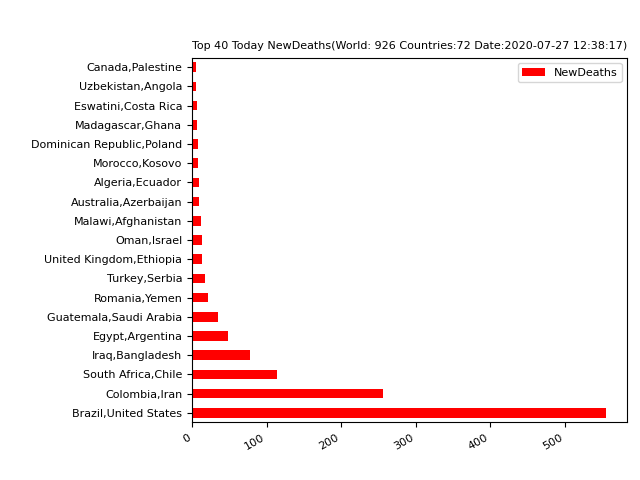 Top 40 Today NewDeaths(World: 926 Countries:72 Date:2020-07-27 12:38:17)
NewDeaths
Canada,Palestine
Uzbekistan,Angola
Eswatini,Costa Rica
Madagascar,Ghana
Dominican Republic,Poland
Morocco,Kosovo
Algeria,Ecuador
Australia,Azerbaijan
Malawi,Afghanistan
Oman,Israel
United Kingdom,Ethiopia
Turkey,Serbia
Romania,Yemen
Guatemala,Saudi Arabia
Egypt,Argentina
Iraq,Bangladesh
South Africa,Chile
Colombia,Iran
Brazil,United States
0 100 200 300 400 500